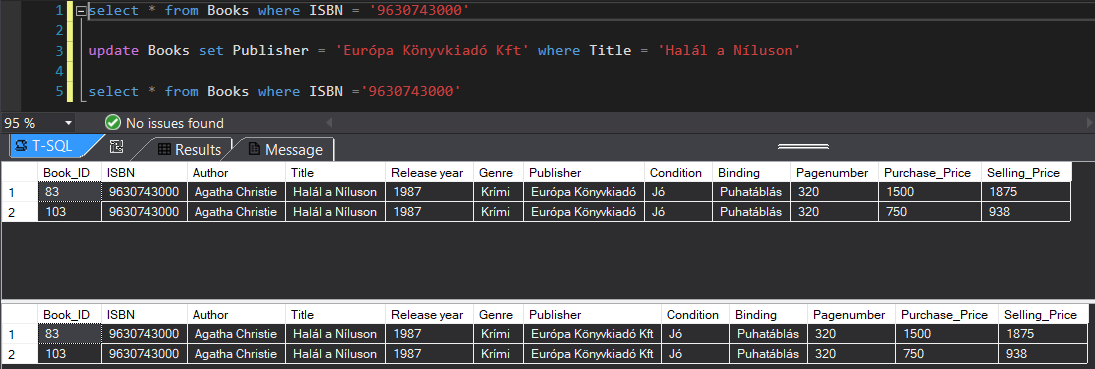 1 select * from Books where ISBN = '9630743000'
2
3 update Books set Publisher = 'Európa Könyvkiadó Kft' where Title = 'Halál a Níluson'
4
5 select * from Books where ISBN ='9630743000'
95 % No issues found
T-SQL Results Message
Book_ID ISBN Author Title Release year Genre Publisher Condition Binding Pagenumber Purchase_Price Selling_Price
1 83 9630743000 Agatha Christie Halál a Níluson 1987 Krími Európa Könyvkiadó Jó Puhatáblás 320 1500 1875
2 103 9630743000 Agatha Christie Halál a Níluson 1987 Krími Európa Könyvkiadó Jó Puhatáblás 320 750 938
Book_ID ISBN Author Title Release year Genre Publisher Condition Binding Pagenumber Purchase_Price Selling_Price
1 83 9630743000 Agatha Christie Halál a Níluson 1987 Krími Európa Könyvkiadó Kft Jó Puhatáblás 320 1500 1875
2 103 9630743000 Agatha Christie Halál a Níluson 1987 Krími Európa Könyvkiadó Kft Jó Puhatáblás 320 750 938